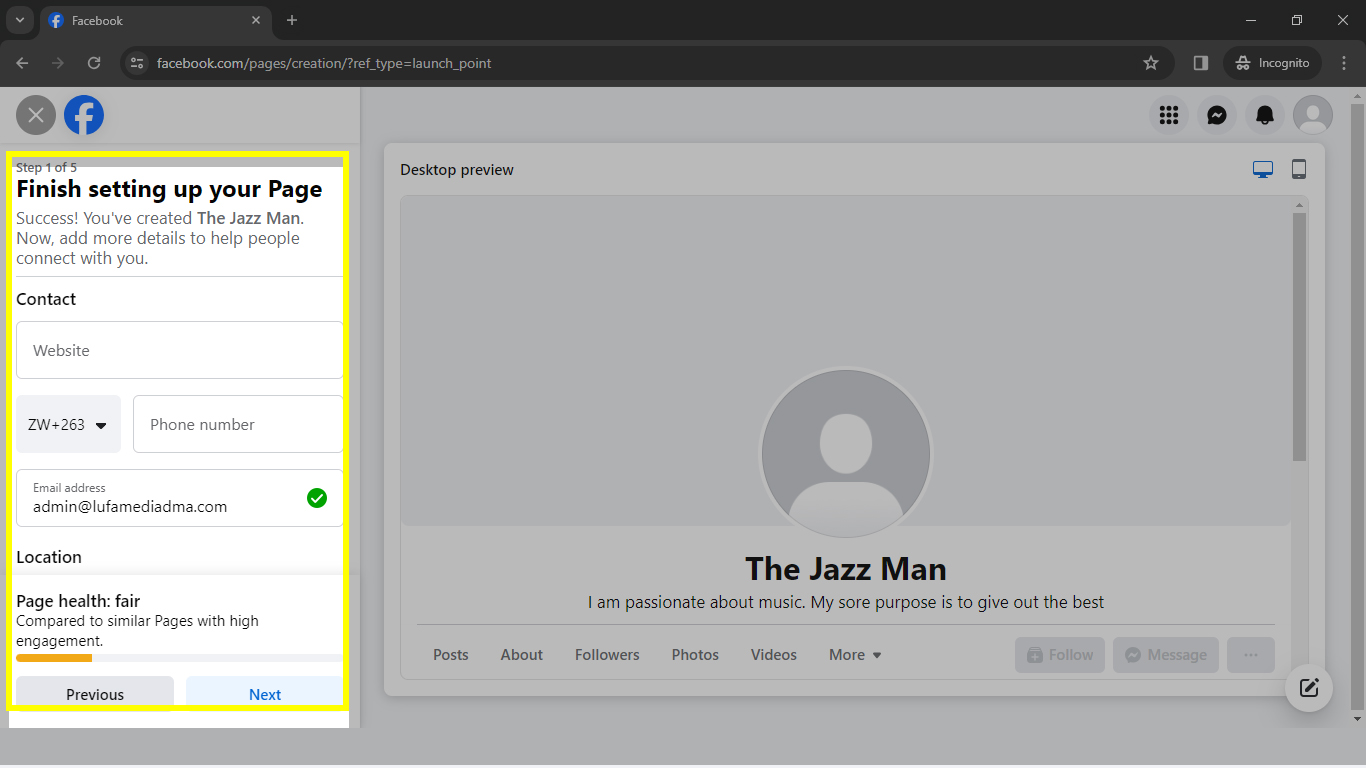 Facebook
facebook.com/pages/creation/?ref_type=launch_point
Incognito
Step 1 of 5
Finish setting up your Page
Success! You've created The Jazz Man.
Now, add more details to help people
connect with you.
Contact
Website
ZW+263
Phone number
Email address
admin@lufamediadma.com
Location
Page health: fair
Compared to similar Pages with high
engagement.
Previous
Next
Desktop preview
The Jazz Man
I am passionate about music. My sore purpose is to give out the best
Posts
About
Followers
Photos
Videos
More
Follow
Message